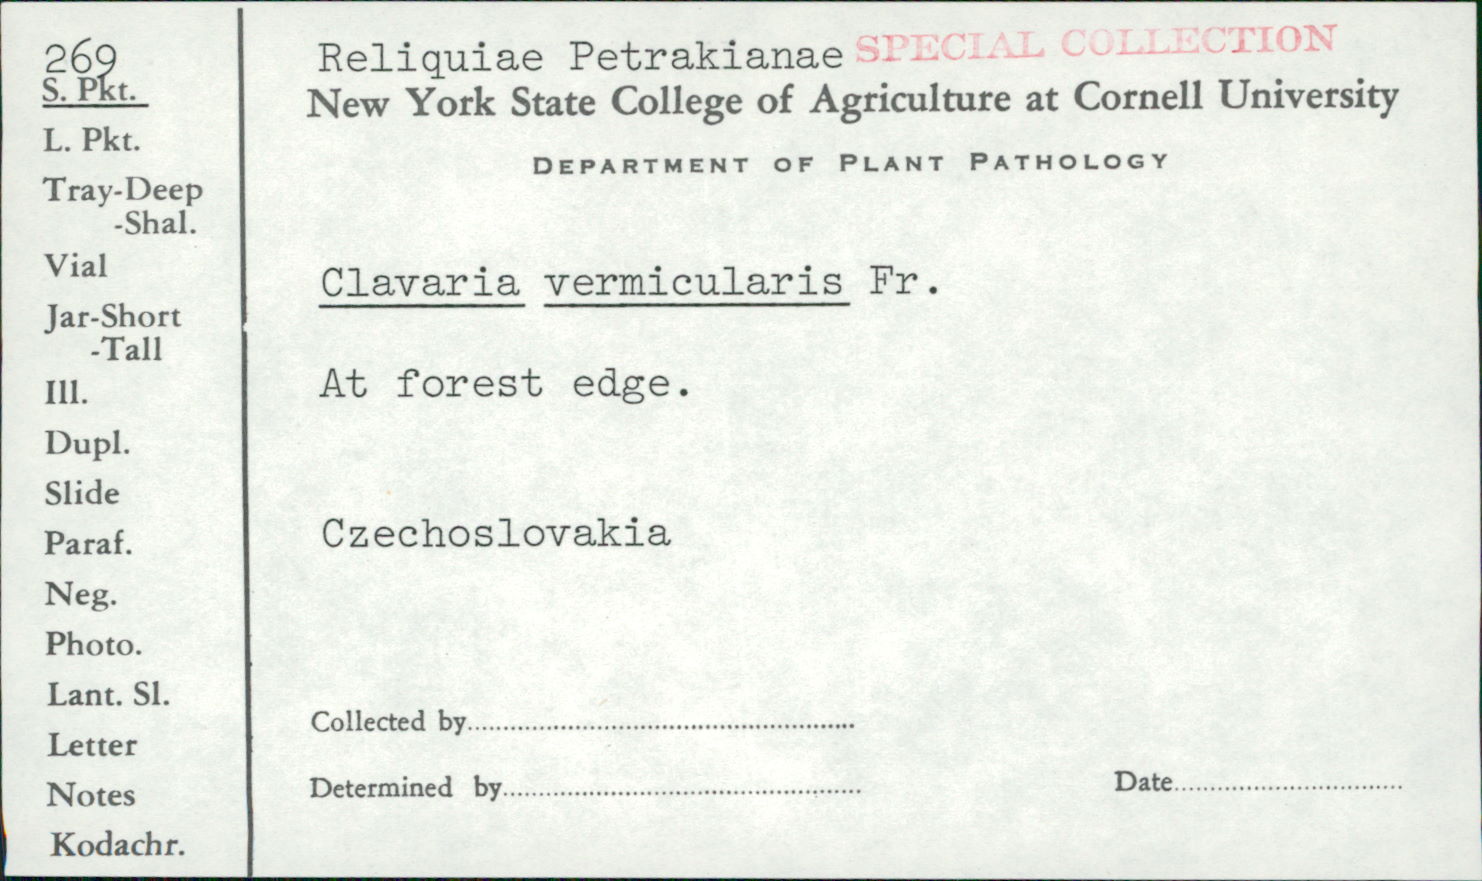 269
S. Pkt.
L. Pkt.
Tray-Deep
-Shal.
Vial
Jar-Short
-Tall
Ill.
Dupl.
Slide
Paraf.
Neg.
Photo.
Lant. Sl.
Letter
Notes
Kodachr.
Reliquiae Petrakianae SPECIAL COLLECTION
New York State College of Agriculture at Cornell University
DEPARTMENT OF PLANT PATHOLOGY
Clavaria vermicularis Fr.
At forest edge.
Czechoslovakia
Collected by
Determined by
Date